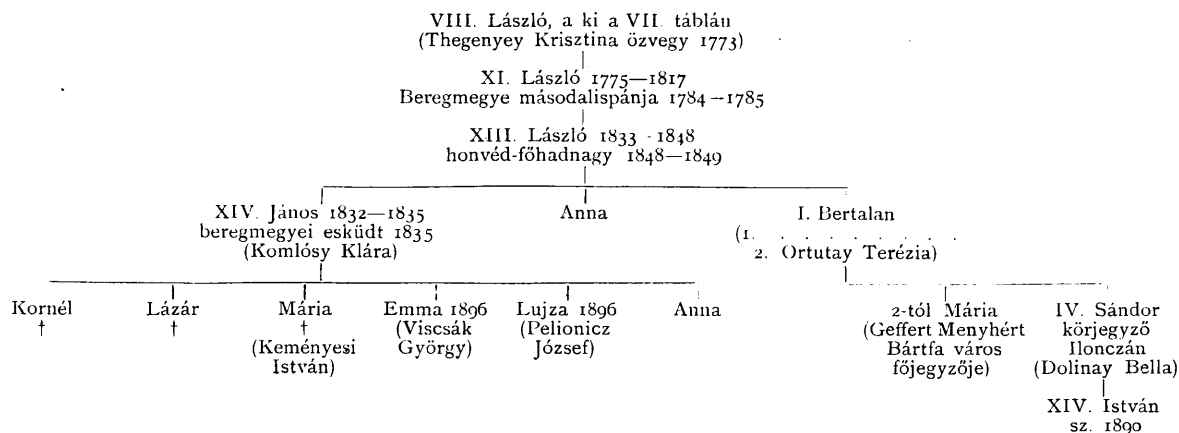 VIII. László, a ki a VII. táblán
(Thegenyey Krisztina özvegy 1773)
XI. László 1775—1817
Beregmegye másodalispánja 1784—1785
XIII. László 1833 - 1848
honvéd-főhadnagy 1848—1849
XIV. János 1832—1835
beregmegyei esküdt 1835
(Komlósy Klára)
Anna
I. Bertalan
(1. . . . . . . . .
2. Ortutay Terézia)
Kornél
†
Lázár
†
Mária
†
(Keményesi
István)
Emma 1896
(Viscsák
György)
Lujza 1896
(Pelionicz
József)
Anna
2-tól Mária
(Geffert Menyhért
Bártfa város
főjegyzője)
IV. Sándor
körjegyző
Ilonczán
(Dolinay Bella)
XIV. István
sz. 1890